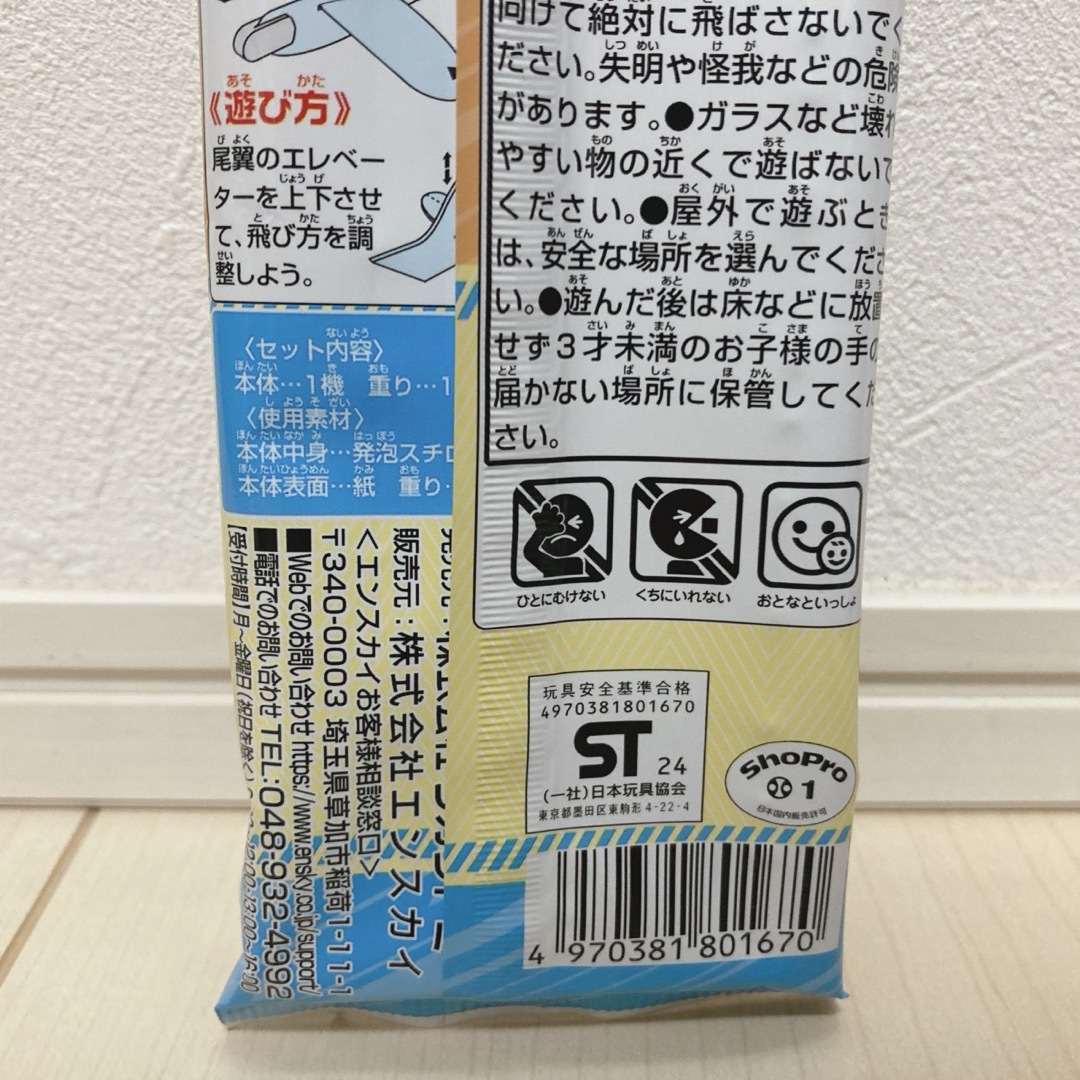 《遊び方》
尾翼のエレベー
ターを上下させ
て、飛び方を調
整しよう。
〈セット内容〉
本体…1機 重り…1
〈使用素材〉
本体中身…発泡スチロ
本体表面…紙 重り…
販売元：株式会社エンスカイ
＜エンスカイお客様相談窓口＞
〒340-0003 埼玉県草加市稲荷1-11-1
■Webでのお問い合わせ https://www.ensky.co.jp/support/
■電話でのお問い合わせ TEL:048-932-4992
【受付時間】月〜金曜日(祝日を除く)
向けて絶対に飛ばさないでく
ださい。失明や怪我などの危険
があります。●ガラスなど壊れ
やすい物の近くで遊ばないで
ください。●屋外で遊ぶとき
は、安全な場所を選んでくださ
い。●遊んだ後は床などに放置
せず3才未満のお子様の手の
届かない場所に保管してくだ
さい。
ひとにむけない くちにいれない おとなといっしょ
玩具安全基準合格
4970381801670
ST 24
(一社)日本玩具協会
東京都墨田区東駒形4-22-4
ShoPro
1
日本国内販売許可
4 970381 801670